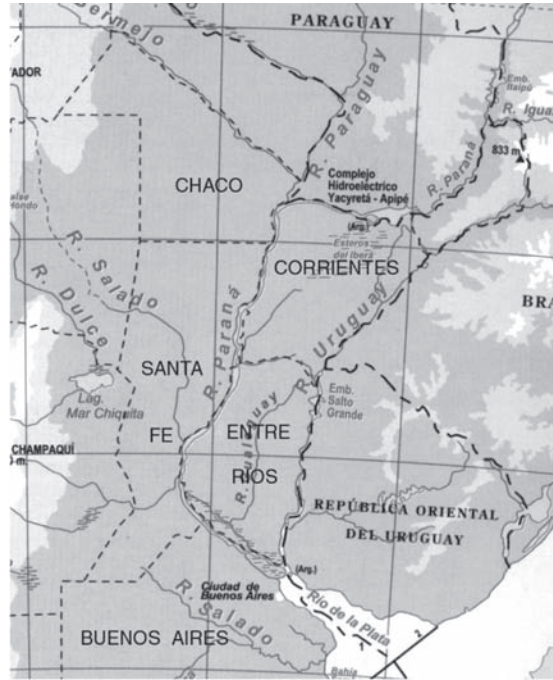 PARAGUAY
Bermejo
R. Paraguay
Emb.
Itaipú
R. Igua
833 m
CHACO
Complejo
Hidroeléctrico
Yacyretá - Apipé
R. Paraná
(Arg.)
Esteros
del Iberá
CORRIENTES
R. Salado
R. Dulce
R. Paraná
R. Uruguay
BRA
SANTA
FE
Lag.
Mar Chiquita
Emb.
Salto
Grande
ENTRE
RÍOS
R. Gualeguay
CHAMPAQUÍ
REPÚBLICA ORIENTAL
DEL URUGUAY
(Arg.)
Ciudad de
Buenos Aires
Río de la Plata
R. Salado
BUENOS AIRES
Bahía